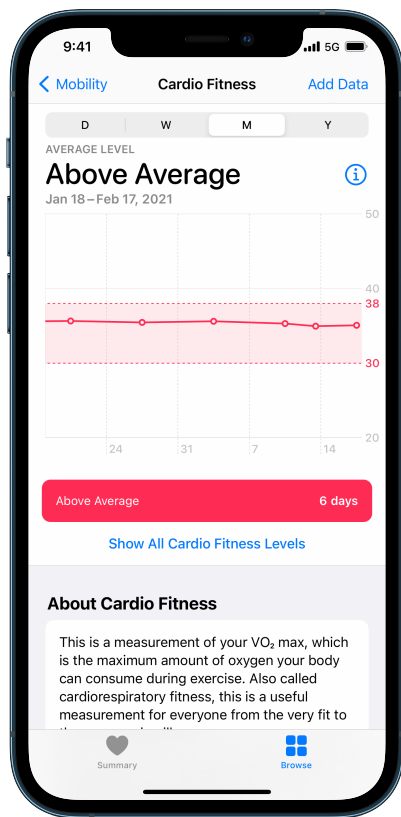 9:41
5G
Mobility
Cardio Fitness
Add Data
D W M Y
AVERAGE LEVEL
Above Average
Jan 18–Feb 17, 2021
50
40
38
30
20
24 31 7 14
Above Average 6 days
Show All Cardio Fitness Levels
About Cardio Fitness
This is a measurement of your VO₂ max, which
is the maximum amount of oxygen your body
can consume during exercise. Also called
cardiorespiratory fitness, this is a useful
measurement for everyone from the very fit to
Summary Browse